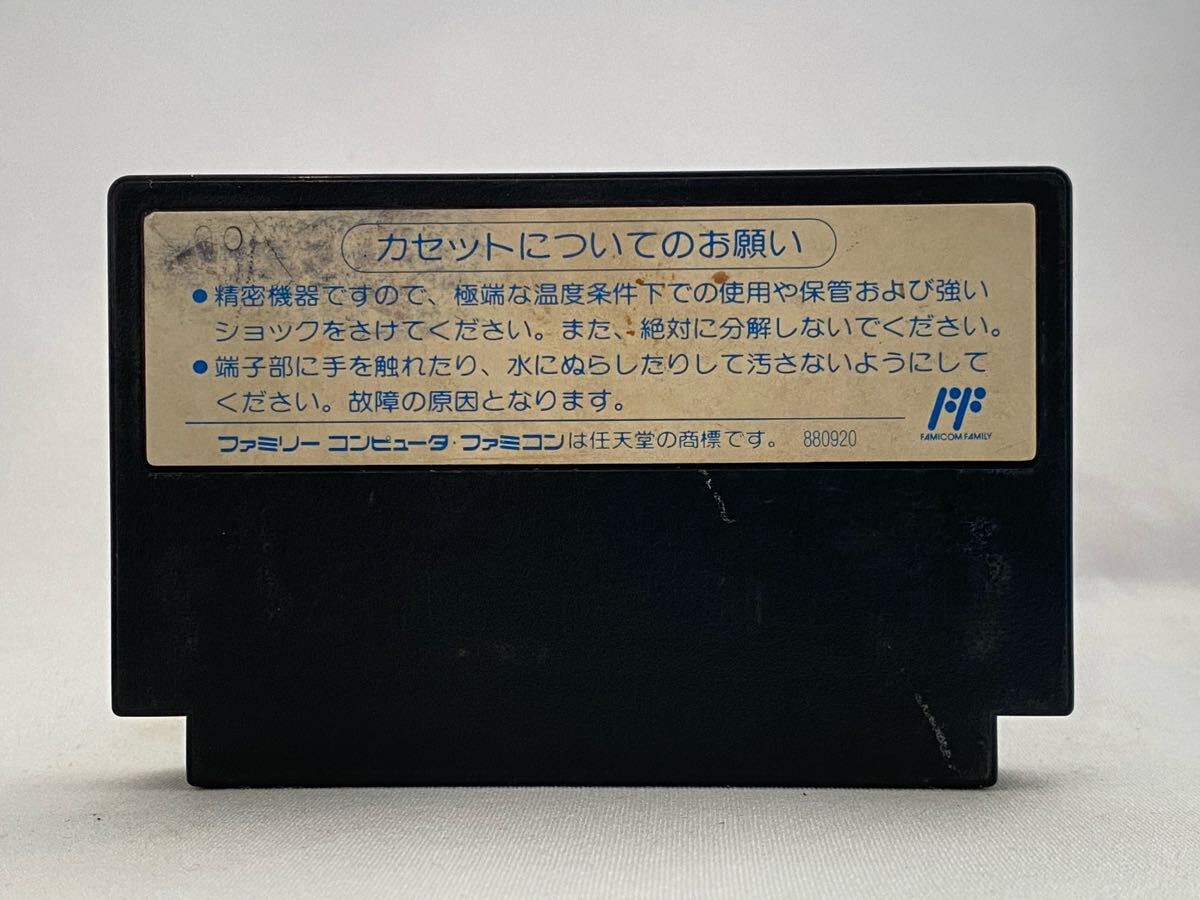 カセットについてのお願い
●精密機器ですので、極端な温度条件下での使用や保管および強い
ショックをさけてください。また、絶対に分解しないでください。
●端子部に手を触れたり、水にぬらしたりして汚さないようにして
ください。故障の原因となります。
ファミリー コンピュータ・ファミコンは任天堂の商標です。 880920
FAMICOM FAMILY